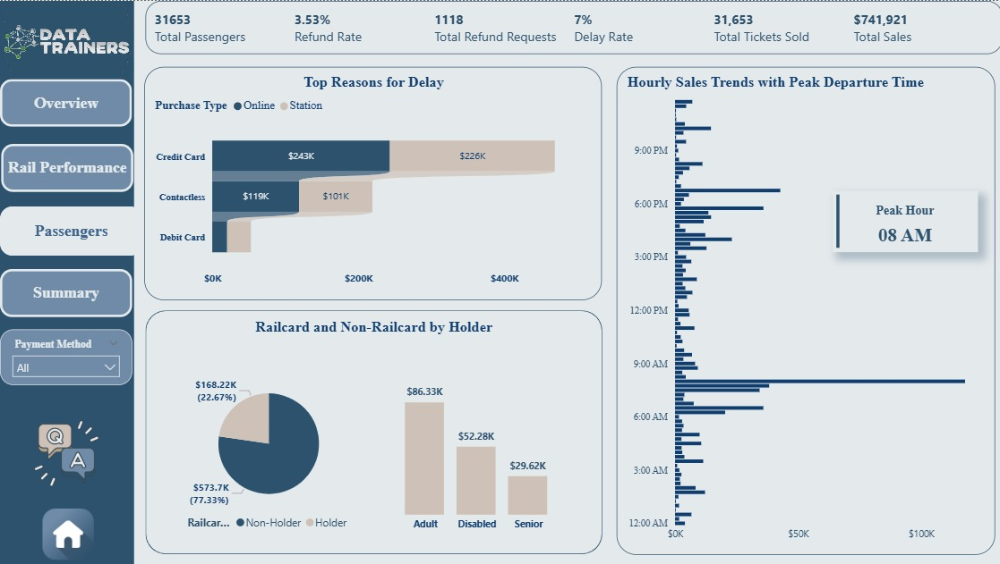 DATA
TRAINERS
Overview
Rail Performance
Passengers
Summary
Payment Method
All
Q
A
31653
Total Passengers
3.53%
Refund Rate
1118
Total Refund Requests
7%
Delay Rate
31,653
Total Tickets Sold
$741,921
Total Sales
Top Reasons for Delay
Purchase Type Online Station
Credit Card $243K $226K
Contactless $119K $101K
Debit Card
$0K $200K $400K
Railcard and Non-Railcard by Holder
$168.22K
(22.67%)
$573.7K
(77.33%)
Railcar... Non-Holder Holder
$86.33K
$52.28K
$29.62K
Adult Disabled Senior
Hourly Sales Trends with Peak Departure Time
9:00 PM
6:00 PM
3:00 PM
12:00 PM
9:00 AM
6:00 AM
3:00 AM
12:00 AM
$0K $50K $100K
Peak Hour
08 AM